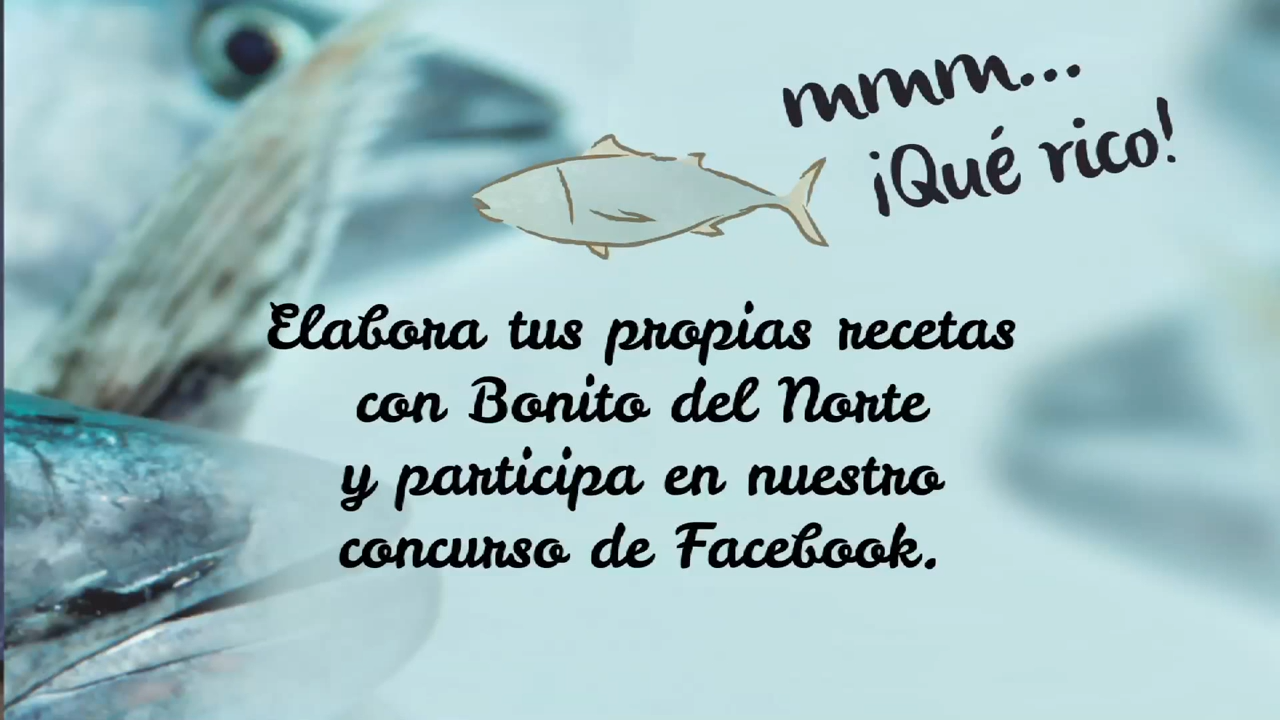 mmm...
¡Qué rico!
Elabora tus propias recetas
con Bonito del Norte
y participa en nuestro
concurso de Facebook.